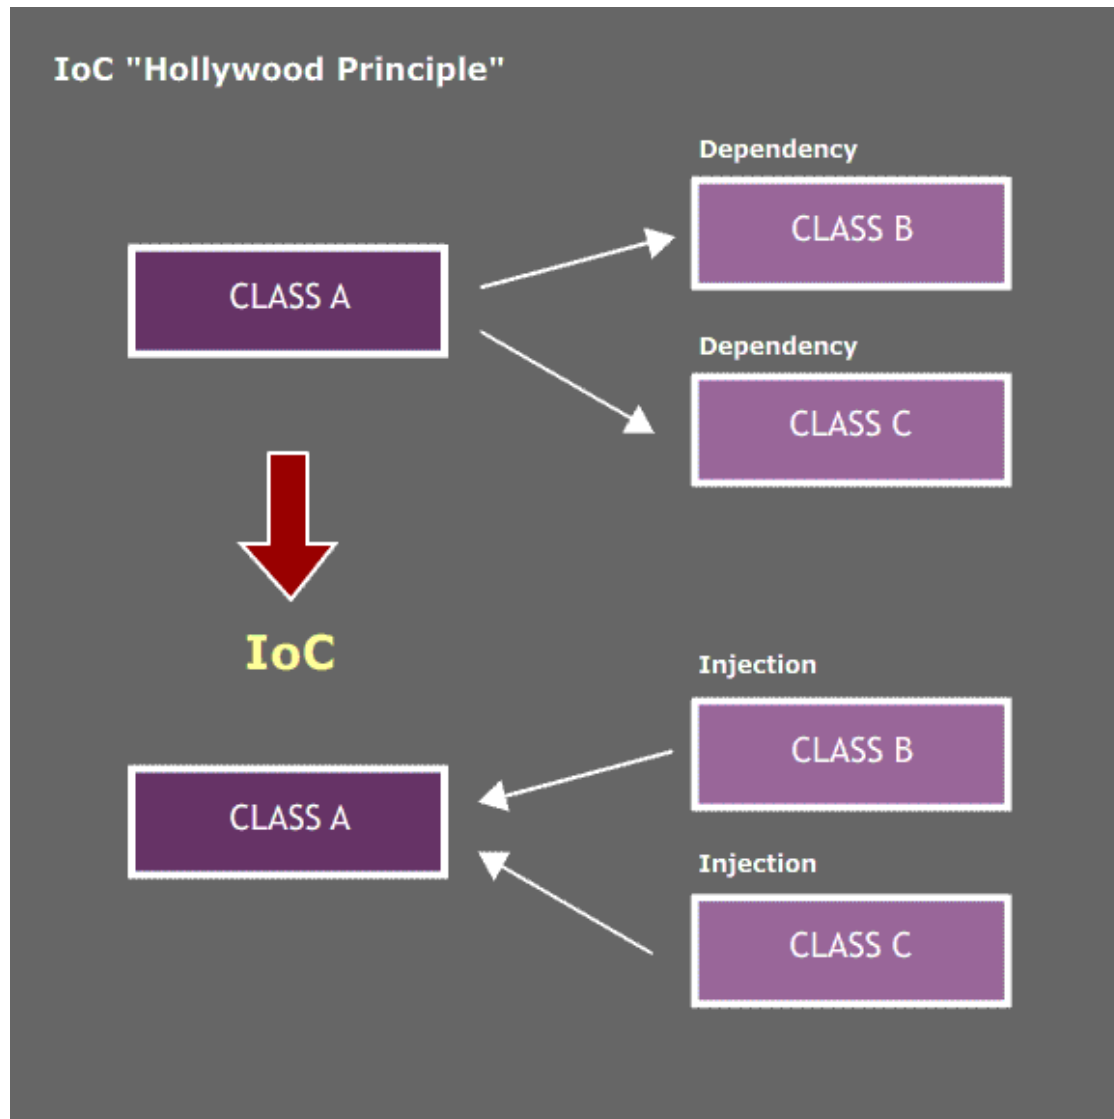 IoC "Hollywood Principle"
Dependency
CLASS B
CLASS A
Dependency
CLASS C
IoC
Injection
CLASS B
CLASS A
Injection
CLASS C